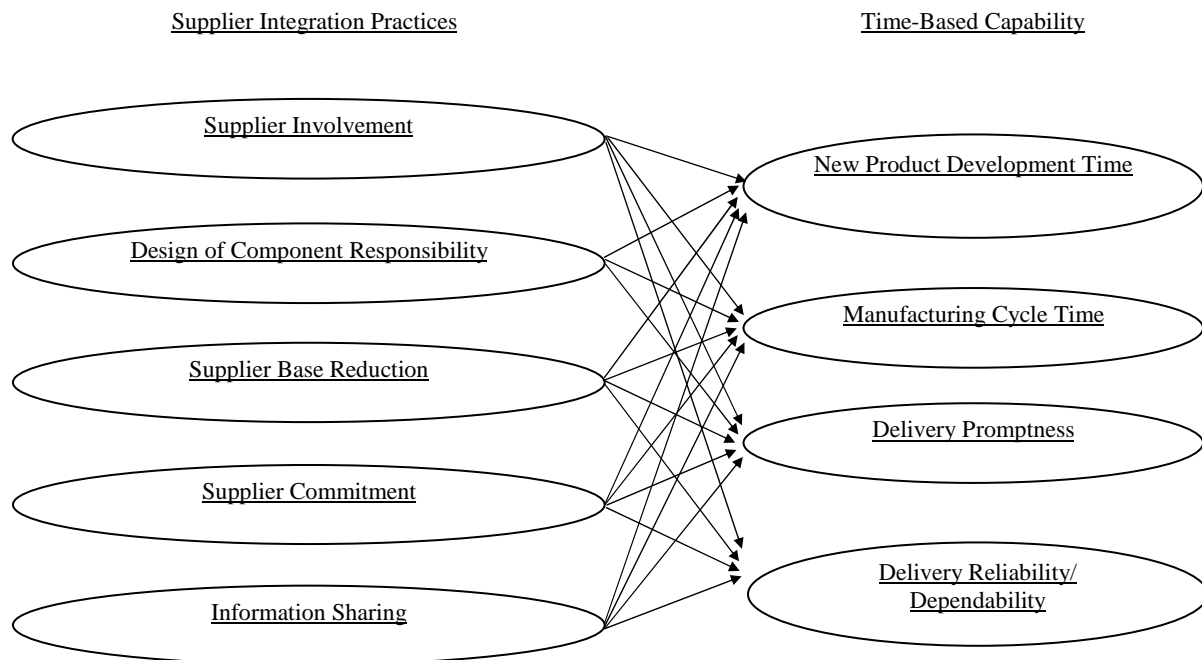 Supplier Integration Practices
Time-Based Capability
Supplier Involvement
New Product Development Time
Design of Component Responsibility
Manufacturing Cycle Time
Supplier Base Reduction
Delivery Promptness
Supplier Commitment
Delivery Reliability/
Dependability
Information Sharing